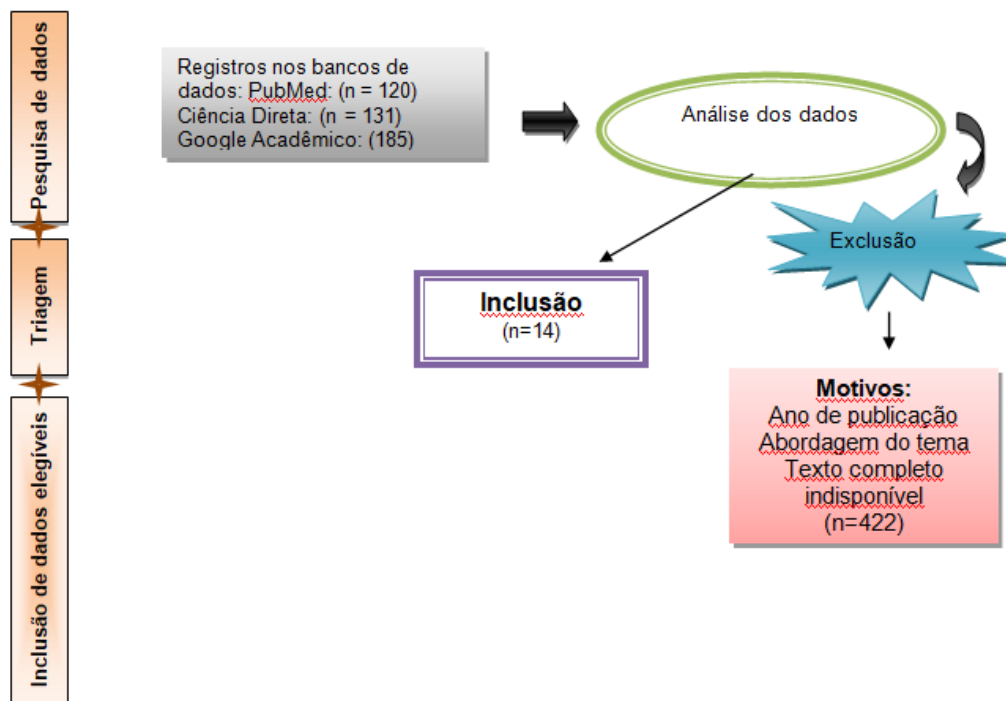 Pesquisa de dados
Registros nos bancos de
dados: PubMed: (n = 120)
Ciência Direta: (n = 131)
Google Acadêmico: (185)
Análise dos dados
Exclusão
Triagem
Inclusão
(n=14)
Motivos:
Ano de publicação
Abordagem do tema
Texto completo
indisponível
(n=422)
Inclusão de dados elegíveis